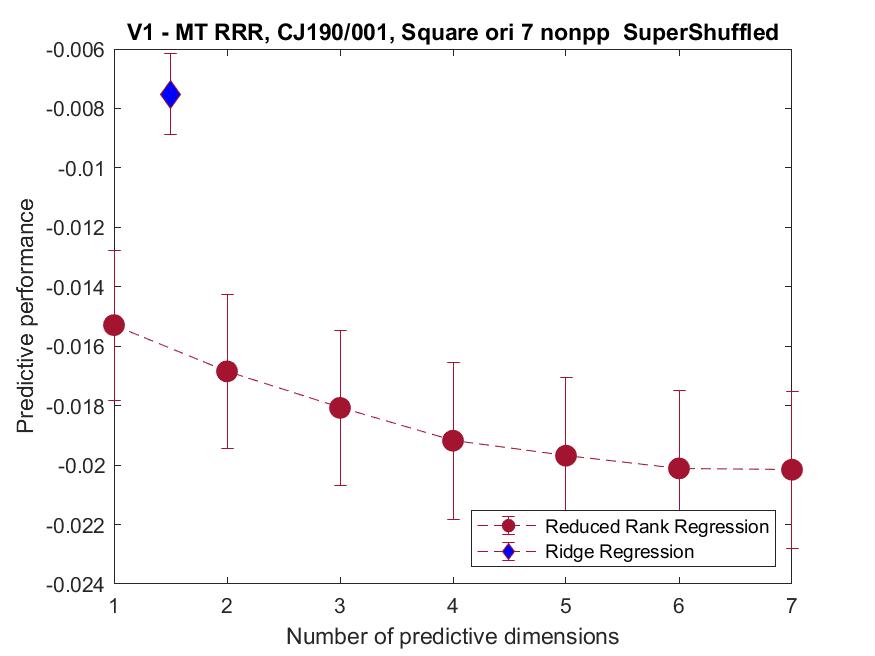 V1 - MT RRR, CJ190/001, Square ori 7 nonpp  SuperShuffled
-0.006
-0.008
-0.01
-0.012
-0.014
-0.016
-0.018
-0.02
-0.022
-0.024
Predictive performance
Reduced Rank Regression
Ridge Regression
1 2 3 4 5 6 7
Number of predictive dimensions